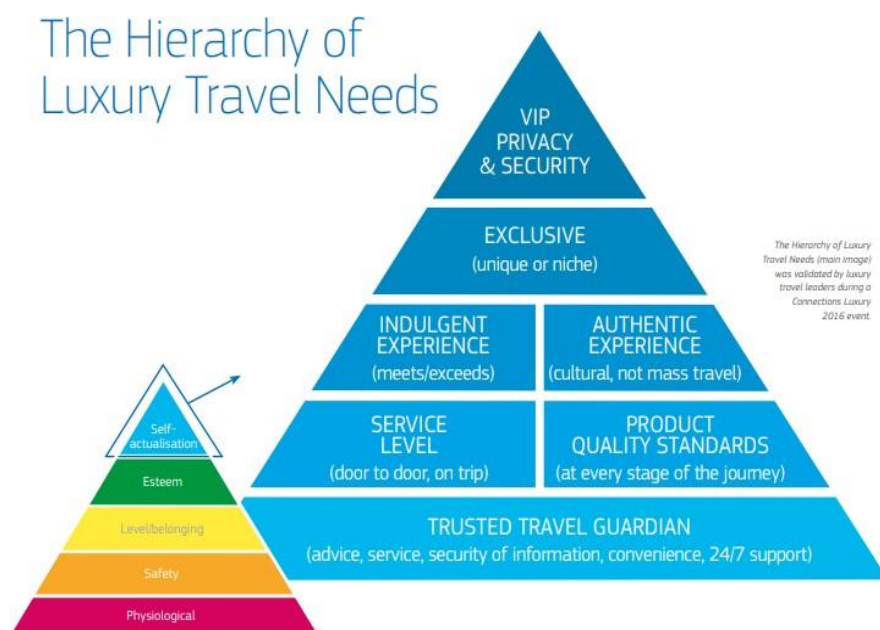 The Hierarchy of
Luxury Travel Needs
VIP
PRIVACY
& SECURITY
EXCLUSIVE
(unique or niche)
The Hierarchy of Luxury
Travel Needs (main image)
was validated by luxury
travel leaders during a
Connections Luxury
2016 event.
INDULGENT
EXPERIENCE
(meets/exceeds)
AUTHENTIC
EXPERIENCE
(cultural, not mass travel)
SERVICE
LEVEL
(door to door, on trip)
PRODUCT
QUALITY STANDARDS
(at every stage of the journey)
TRUSTED TRAVEL GUARDIAN
(advice, service, security of information, convenience, 24/7 support)
Self-
actualisation
Esteem
Level/belonging
Safety
Physiological